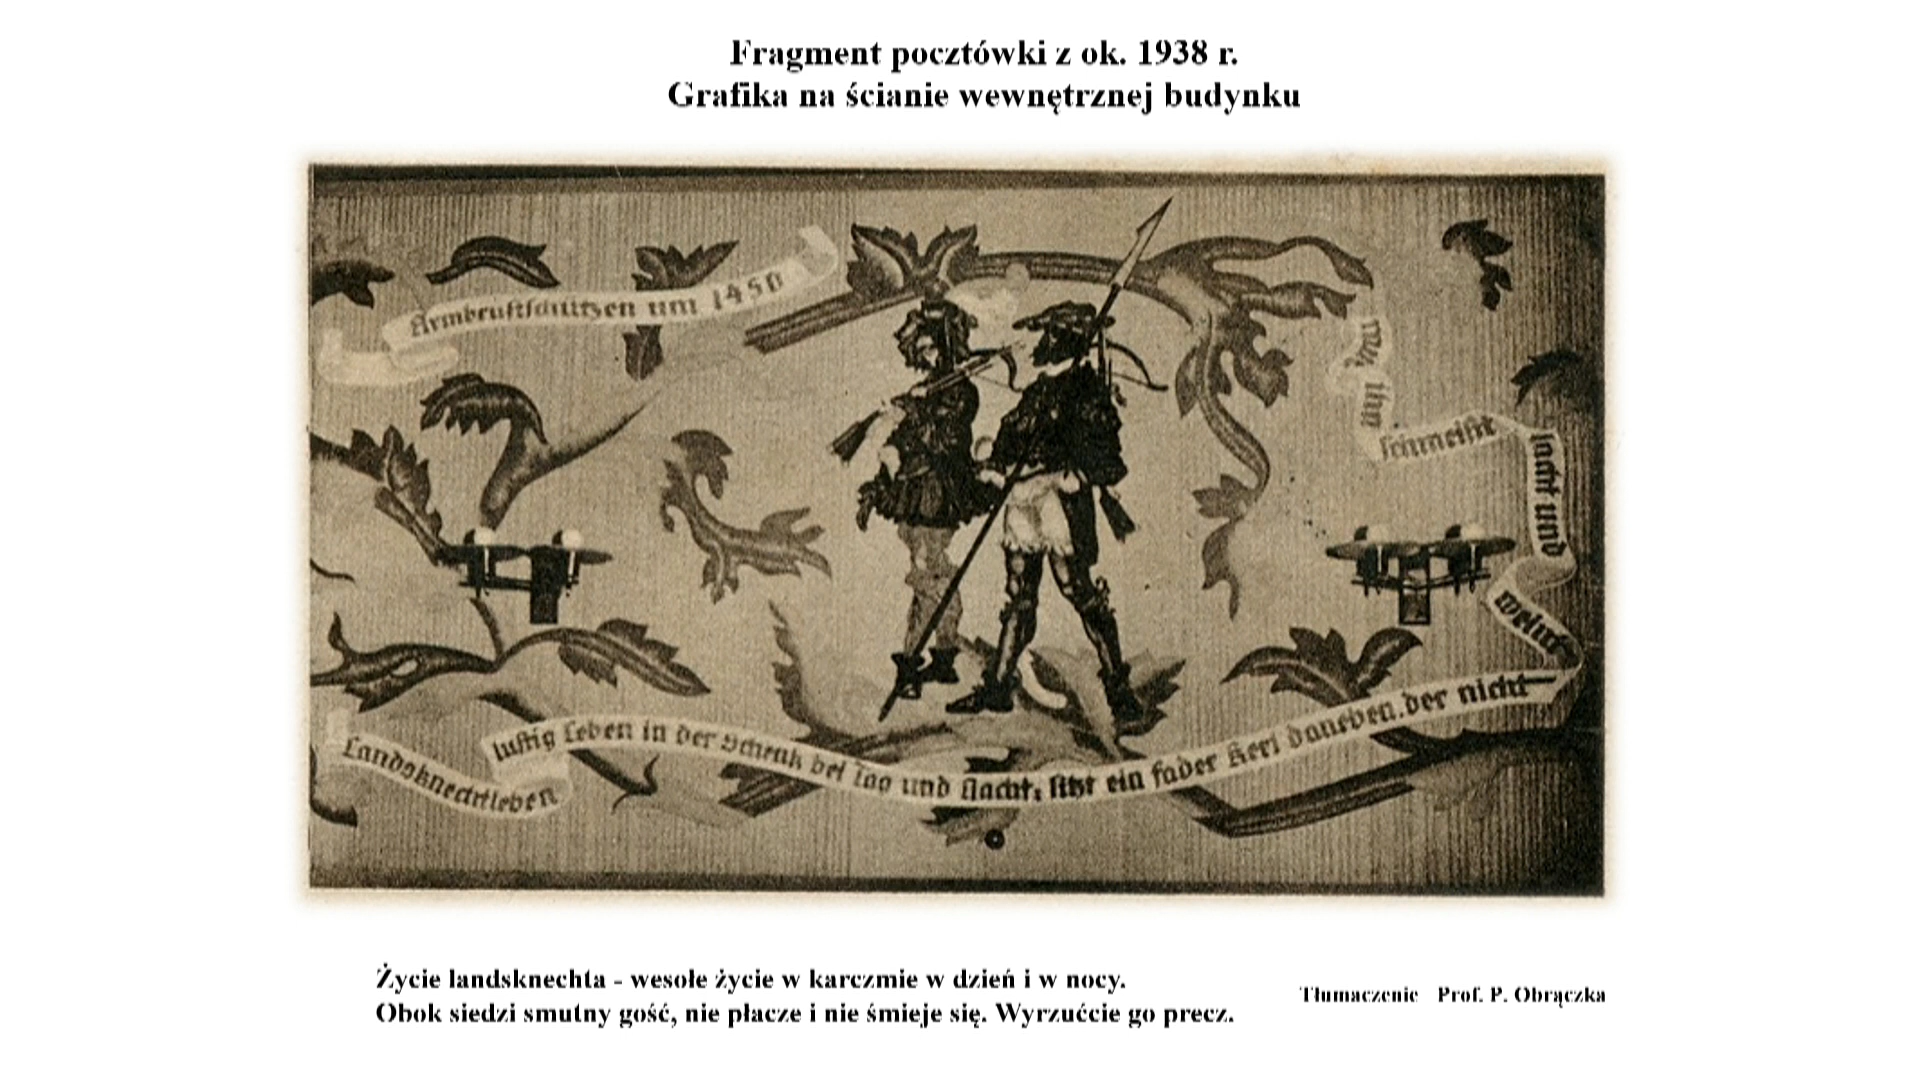 Fragment pocztówki z ok. 1938 r.
Grafika na ścianie wewnętrznej budynku
Armbrustschützen um 1450
Landsknechtleben
lustig Leben in der Schenk bei Tag und Nacht, sitzt ein fader Kerl daneben, der nicht
weint
lacht und
schmeißt
ihn
Życie landsknechta - wesołe życie w karczmie w dzień i w nocy.
Obok siedzi smutny gość, nie płacze i nie śmieje się. Wyrzućcie go precz.
Tłumaczenie Prof. P. Obrączka